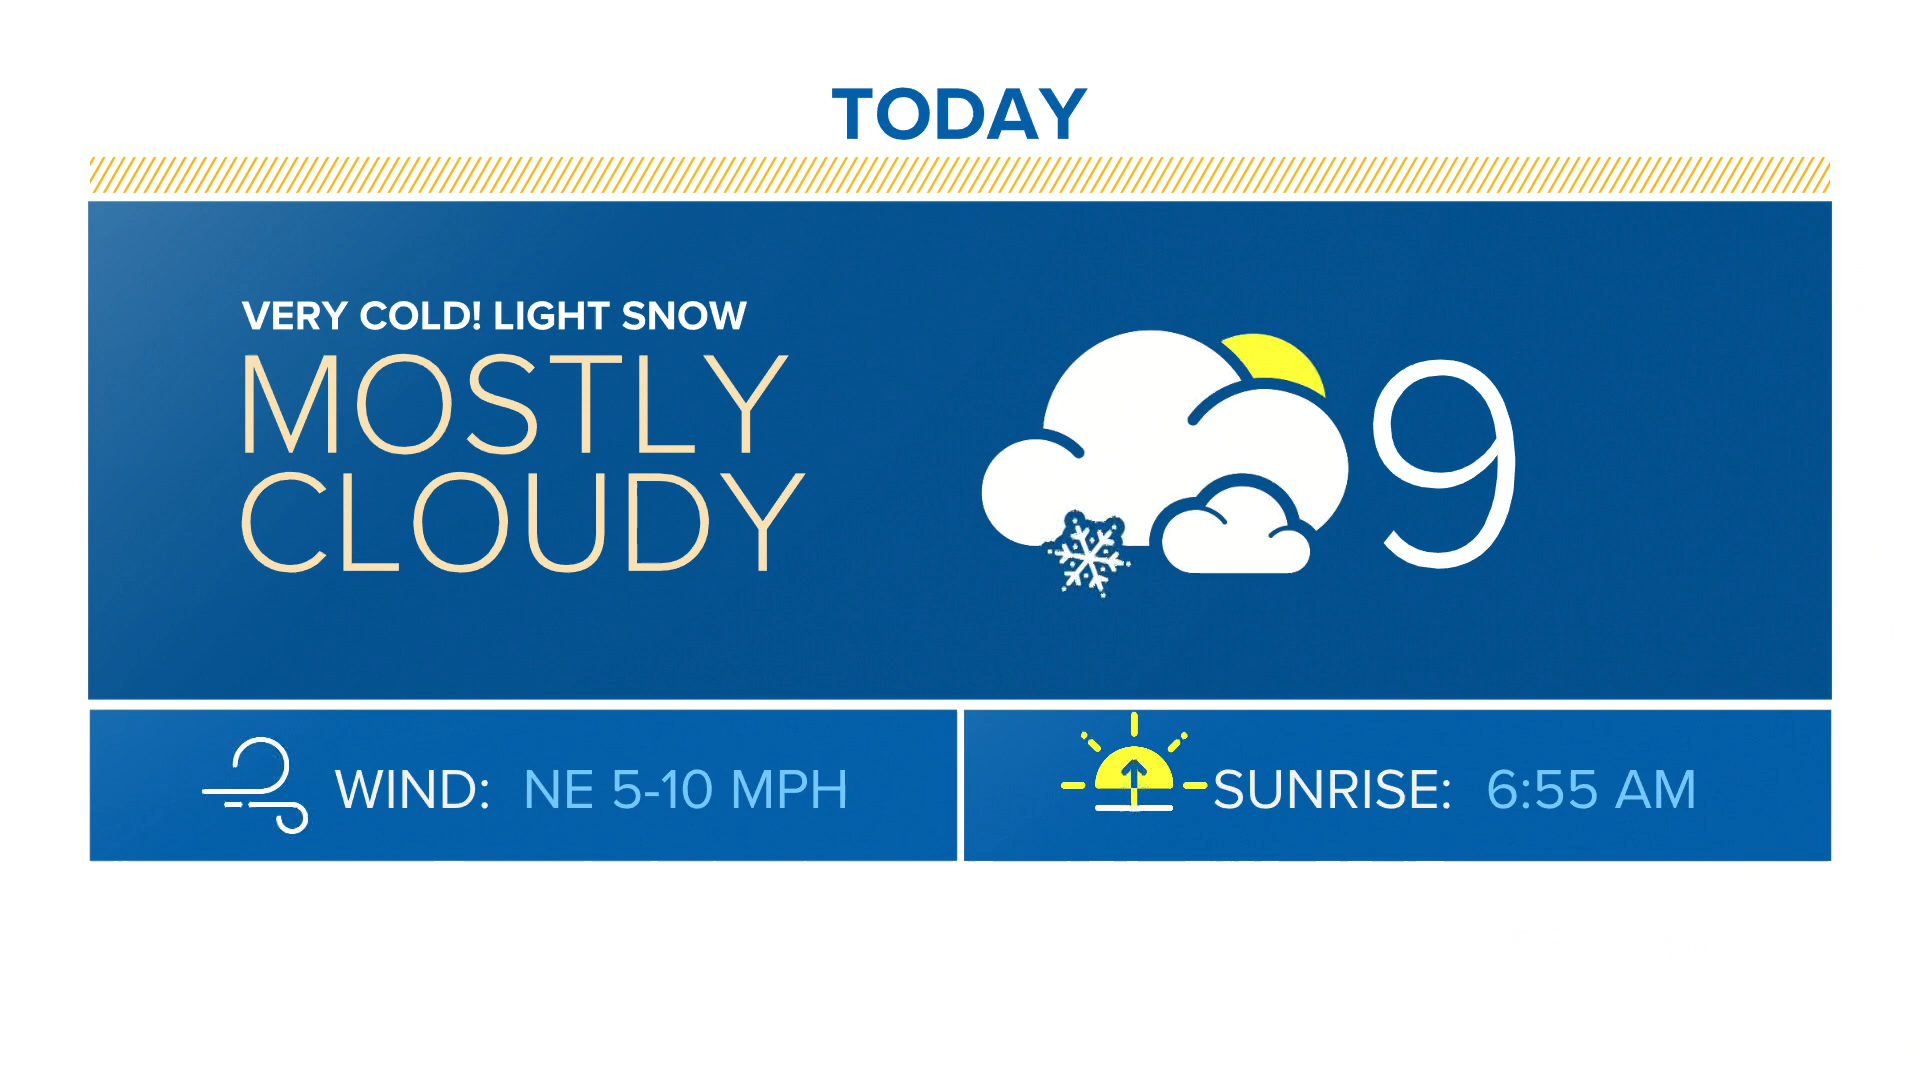 TODAY
VERY COLD! LIGHT SNOW
MOSTLY
CLOUDY
9
WIND: NE 5-10 MPH
SUNRISE: 6:55 AM